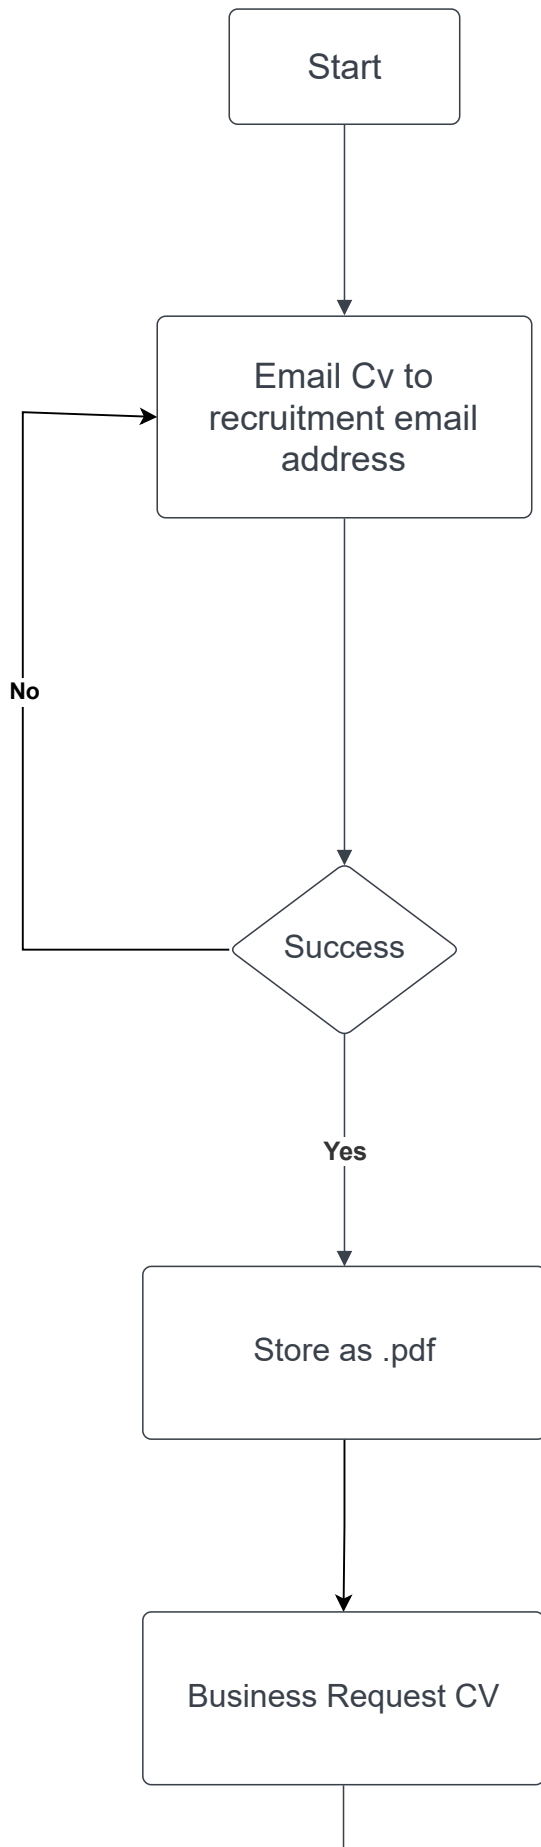 Start
Email Cv to
recruitment email
address
No
Success
Yes
Store as .pdf
Business Request CV